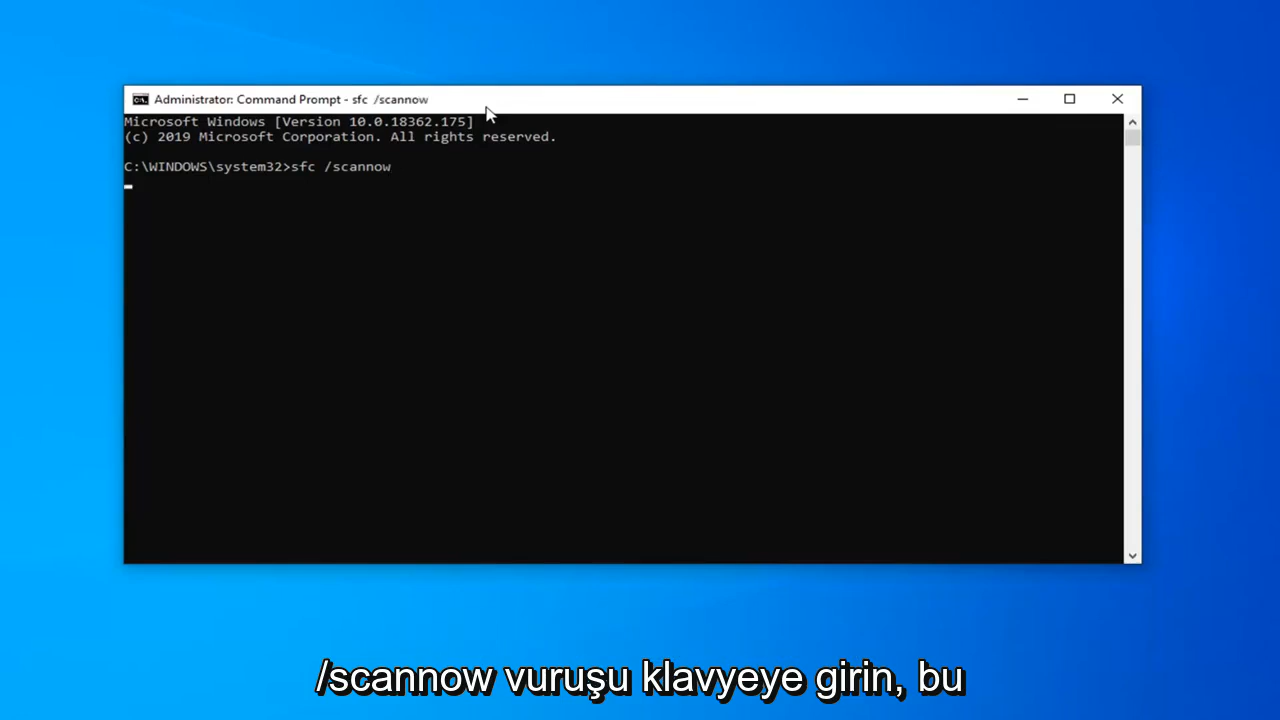 Administrator: Command Prompt - sfc  /scannow
Microsoft Windows [Version 10.0.18362.175]
(c) 2019 Microsoft Corporation. All rights reserved.
C:\WINDOWS\system32>sfc /scannow
/scannow vuruşu klavyeye girin, bu